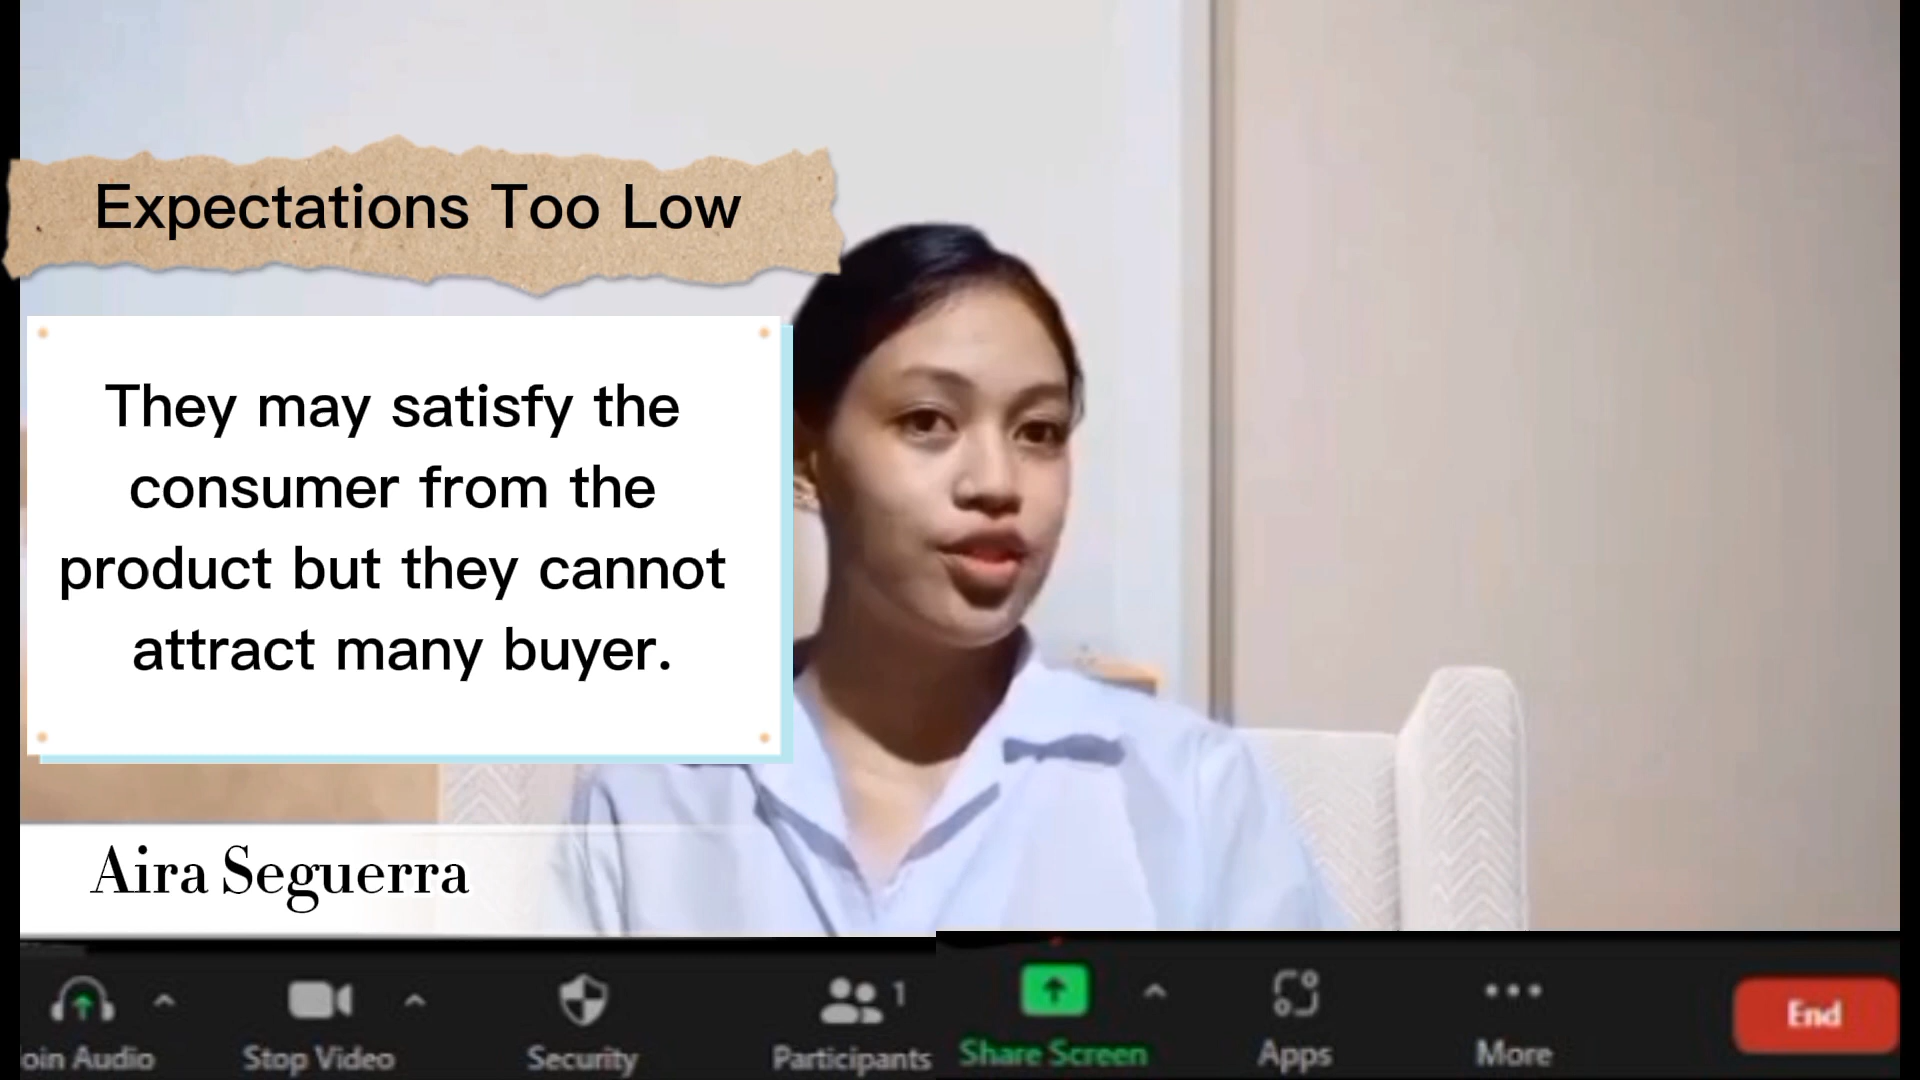 Expectations Too Low
They may satisfy the
consumer from the
product but they cannot
attract many buyer.
Aira Seguerra
oin Audio
Stop Video
Security
Participants
1
Share Screen
Apps
More
End